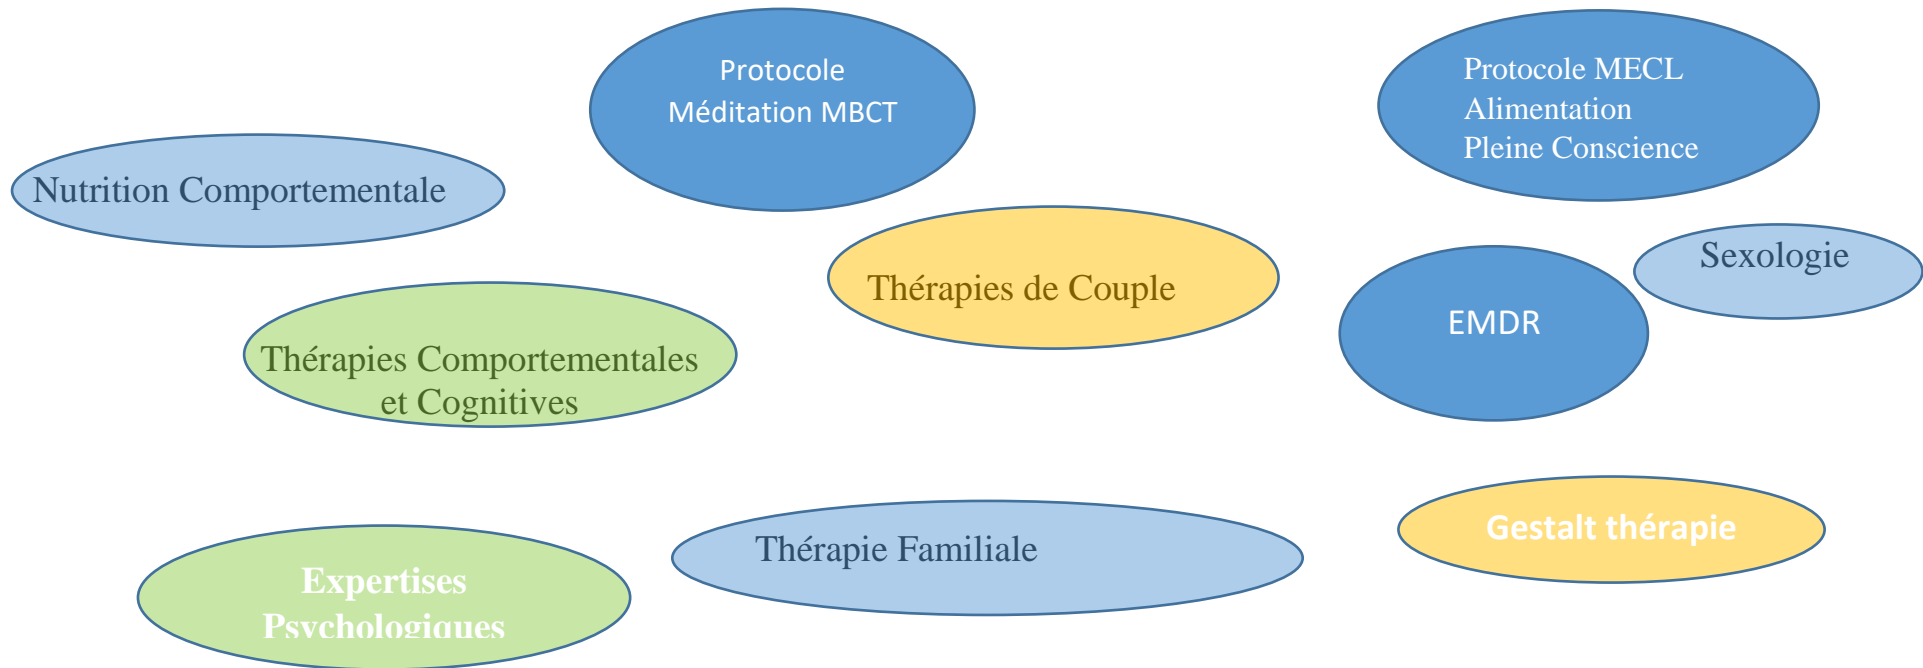 Protocole
Méditation MBCT
Protocole MECL
Alimentation
Pleine Conscience
Nutrition Comportementale
Sexologie
Thérapies de Couple
EMDR
Thérapies Comportementales
et Cognitives
Gestalt thérapie
Thérapie Familiale
Expertises
Psychologiques